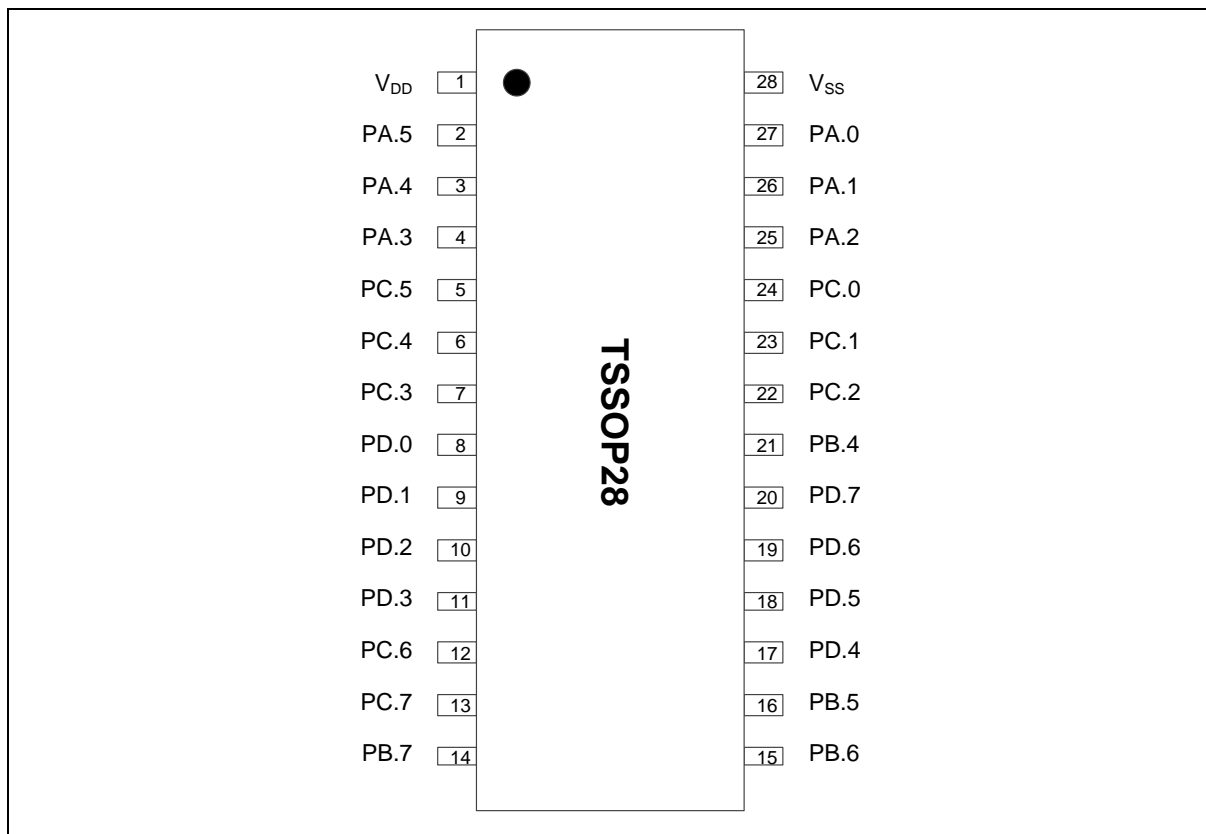 VDD 1 28 VSS
PA.5 2 27 PA.0
PA.4 3 26 PA.1
PA.3 4 25 PA.2
PC.5 5 24 PC.0
PC.4 6 23 PC.1
PC.3 7 22 PC.2
PD.0 8 21 PB.4
PD.1 9 20 PD.7
PD.2 10 19 PD.6
PD.3 11 18 PD.5
PC.6 12 17 PD.4
PC.7 13 16 PB.5
PB.7 14 15 PB.6
TSSOP28